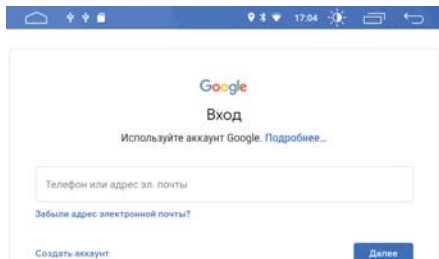 17:04
Google
Вход
Используйте аккаунт Google. Подробнее...
Телефон или адрес эл. почты
Забыли адрес электронной почты?
Создать аккаунт
Далее